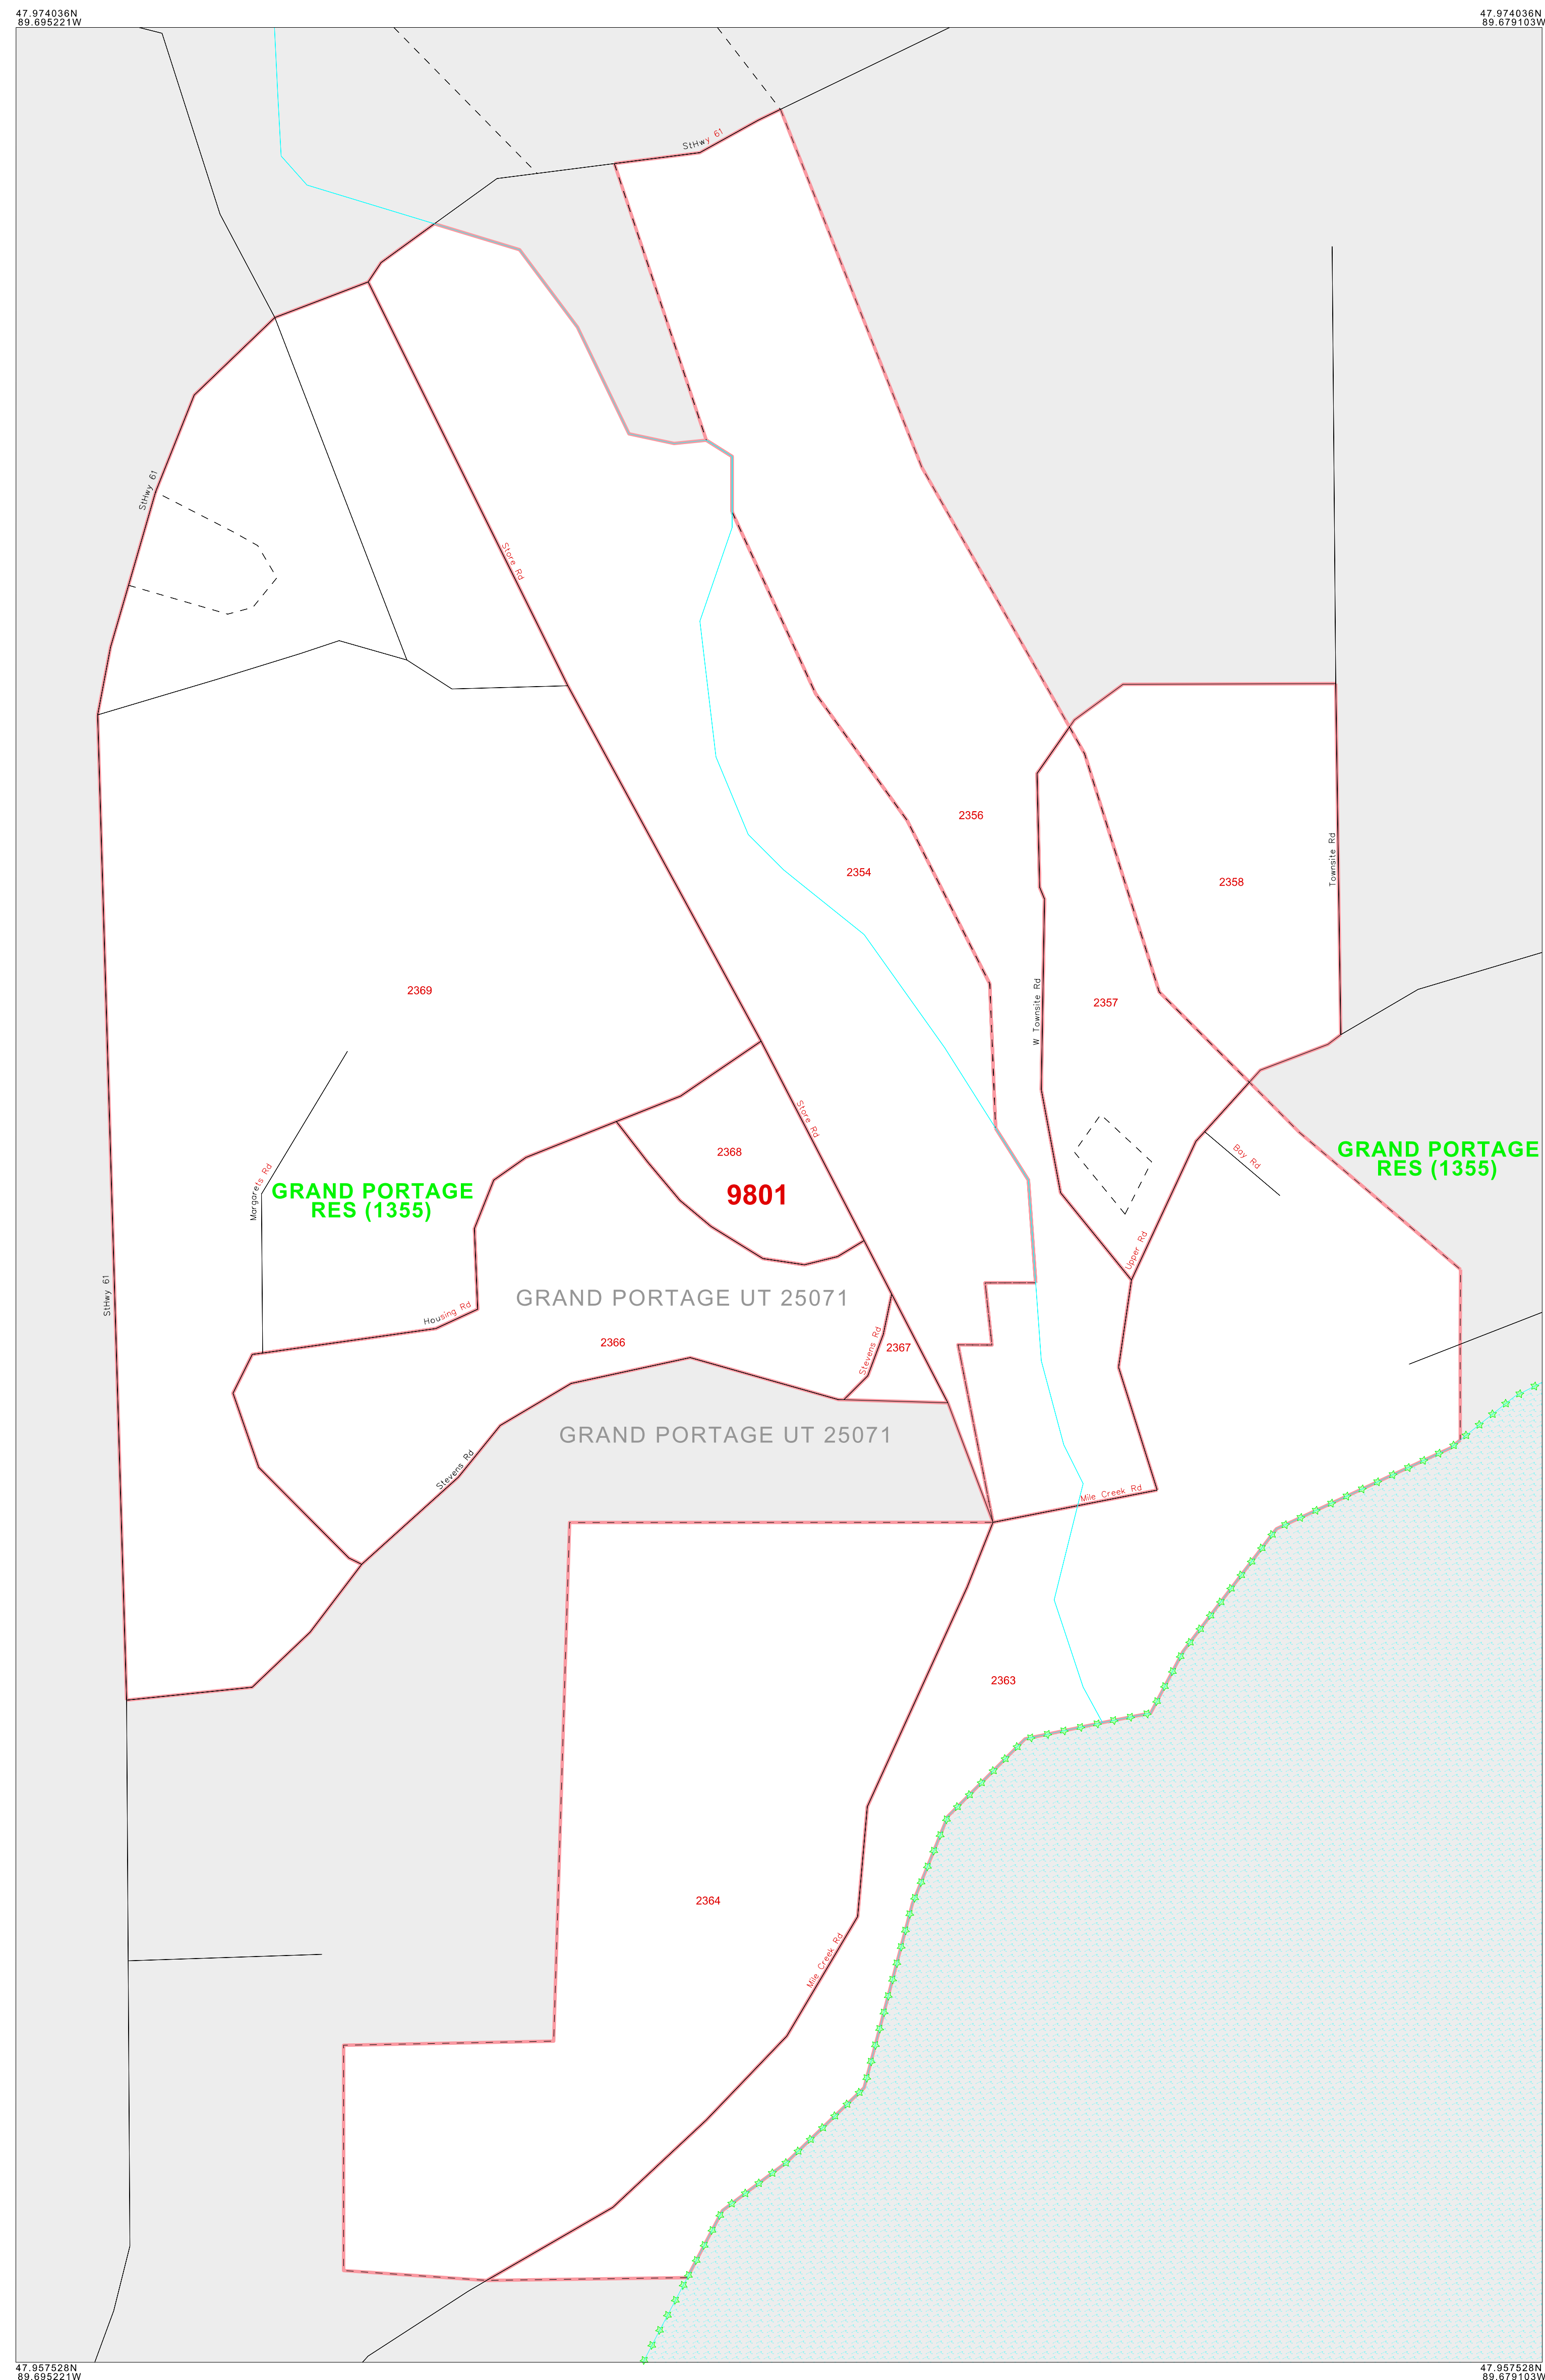 47.974036N
89.695221W
47.974036N
89.679103W
StHwy 61
StHwy 61
Store Rd
2356
Townsite Rd
2354
2358
2369
W Townsite Rd
2357
Store Rd
2368
Bay Rd
GRAND PORTAGE
RES (1355)
Margarets Rd
GRAND PORTAGE
RES (1355)
9801
Upper Rd
StHwy 61
GRAND PORTAGE UT 25071
Housing Rd
2366
Stevens Rd
2367
GRAND PORTAGE UT 25071
Stevens Rd
Mile Creek Rd
2363
2364
Mile Creek Rd
47.957528N
89.695221W
47.957528N
89.679103W